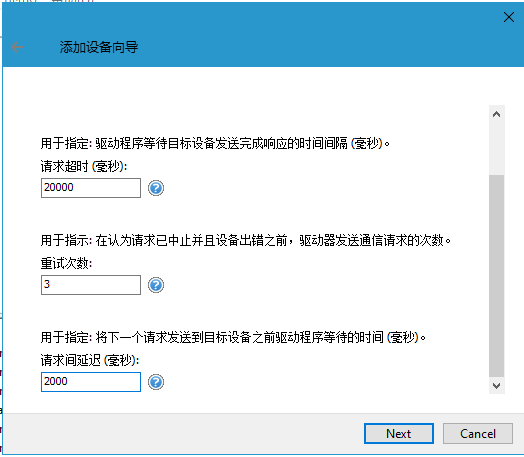 添加设备向导
用于指定: 驱动程序等待目标设备发送完成响应的时间间隔 (毫秒)。
请求超时 (毫秒):
20000
用于指示: 在认为请求已中止并且设备出错之前，驱动器发送通信请求的次数。
重试次数:
3
用于指定: 将下一个请求发送到目标设备之前驱动程序等待的时间 (毫秒)。
请求间延迟 (毫秒):
2000
Next Cancel